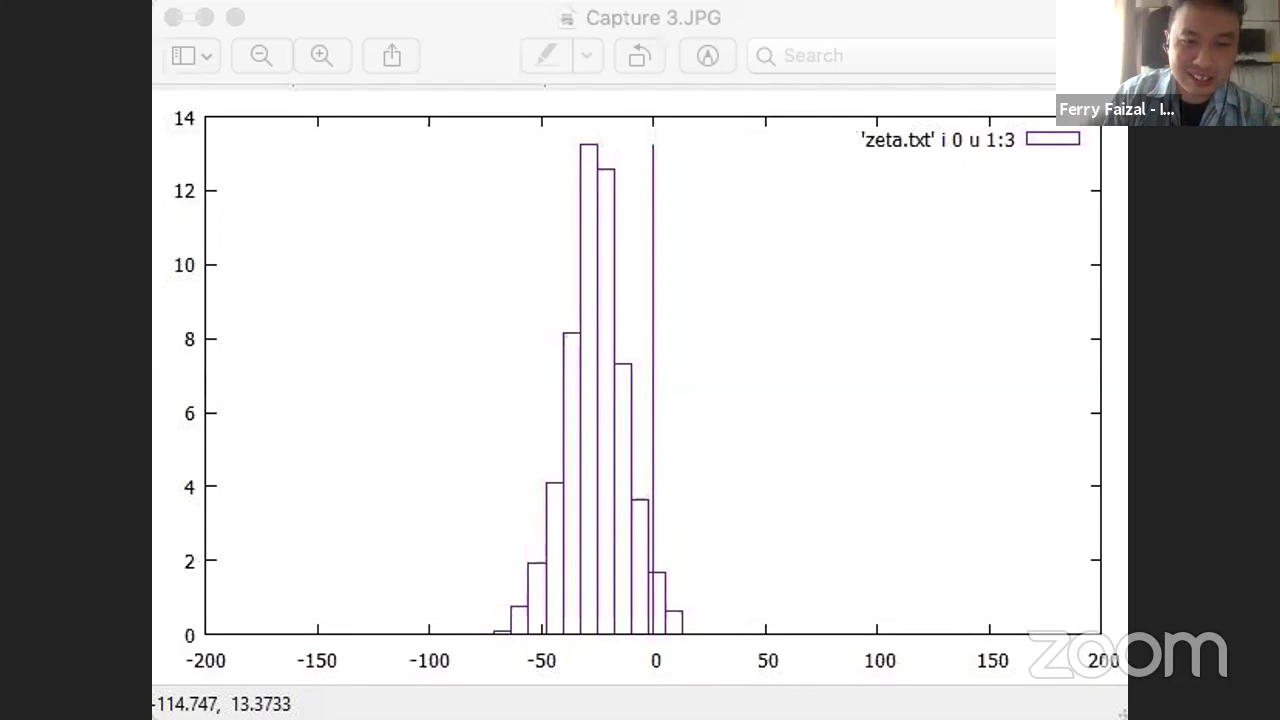 Capture 3.JPG
Search
Ferry Faizal - I...
'zeta.txt' i 0 u 1:3
14
12
10
8
6
4
2
0
-200 -150 -100 -50 0 50 100 150 200
zoom
-114.747, 13.3733